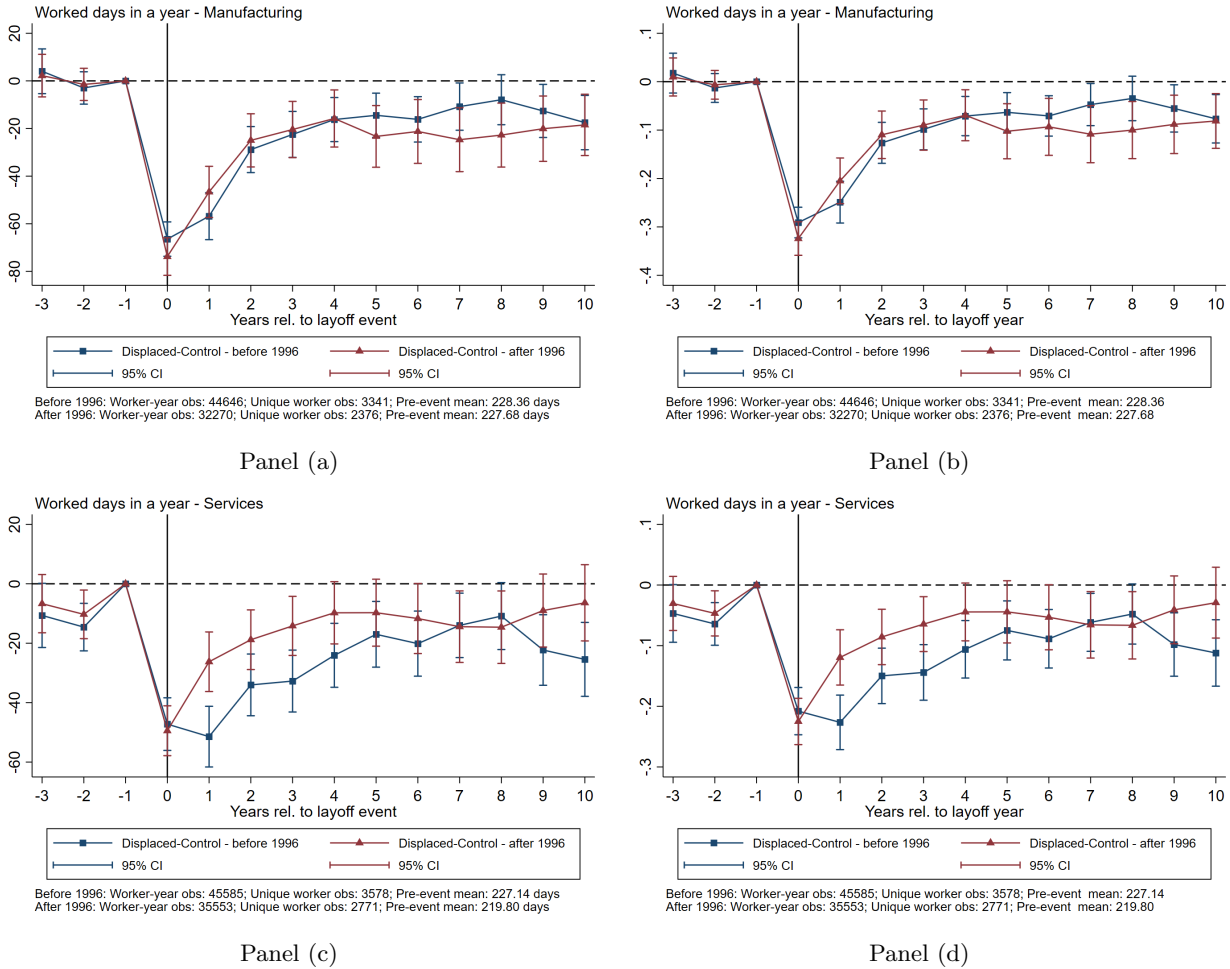 Worked days in a year - Manufacturing
20
0
-20
-40
-60
-80
-3 -2 -1 0 1 2 3 4 5 6 7 8 9 10
Years rel. to layoff event
Displaced-Control - before 1996 Displaced-Control - after 1996
95% CI 95% CI
Before 1996: Worker-year obs: 44646; Unique worker obs: 3341; Pre-event mean: 228.36 days
After 1996: Worker-year obs: 32270; Unique worker obs: 2376; Pre-event mean: 227.68 days
Panel (a)
Worked days in a year - Manufacturing
.1
0
-.1
-.2
-.3
-.4
-3 -2 -1 0 1 2 3 4 5 6 7 8 9 10
Years rel. to layoff year
Displaced-Control - before 1996 Displaced-Control - after 1996
95% CI 95% CI
Before 1996: Worker-year obs: 44646; Unique worker obs: 3341; Pre-event mean: 228.36
After 1996: Worker-year obs: 32270; Unique worker obs: 2376; Pre-event mean: 227.68
Panel (b)
Worked days in a year - Services
20
0
-20
-40
-60
-3 -2 -1 0 1 2 3 4 5 6 7 8 9 10
Years rel. to layoff event
Displaced-Control - before 1996 Displaced-Control - after 1996
95% CI 95% CI
Before 1996: Worker-year obs: 45585; Unique worker obs: 3578; Pre-event mean: 227.14 days
After 1996: Worker-year obs: 35553; Unique worker obs: 2771; Pre-event mean: 219.80 days
Panel (c)
Worked days in a year - Services
.1
0
-.1
-.2
-.3
-3 -2 -1 0 1 2 3 4 5 6 7 8 9 10
Years rel. to layoff year
Displaced-Control - before 1996 Displaced-Control - after 1996
95% CI 95% CI
Before 1996: Worker-year obs: 45585; Unique worker obs: 3578; Pre-event mean: 227.14
After 1996: Worker-year obs: 35553; Unique worker obs: 2771; Pre-event mean: 219.80
Panel (d)